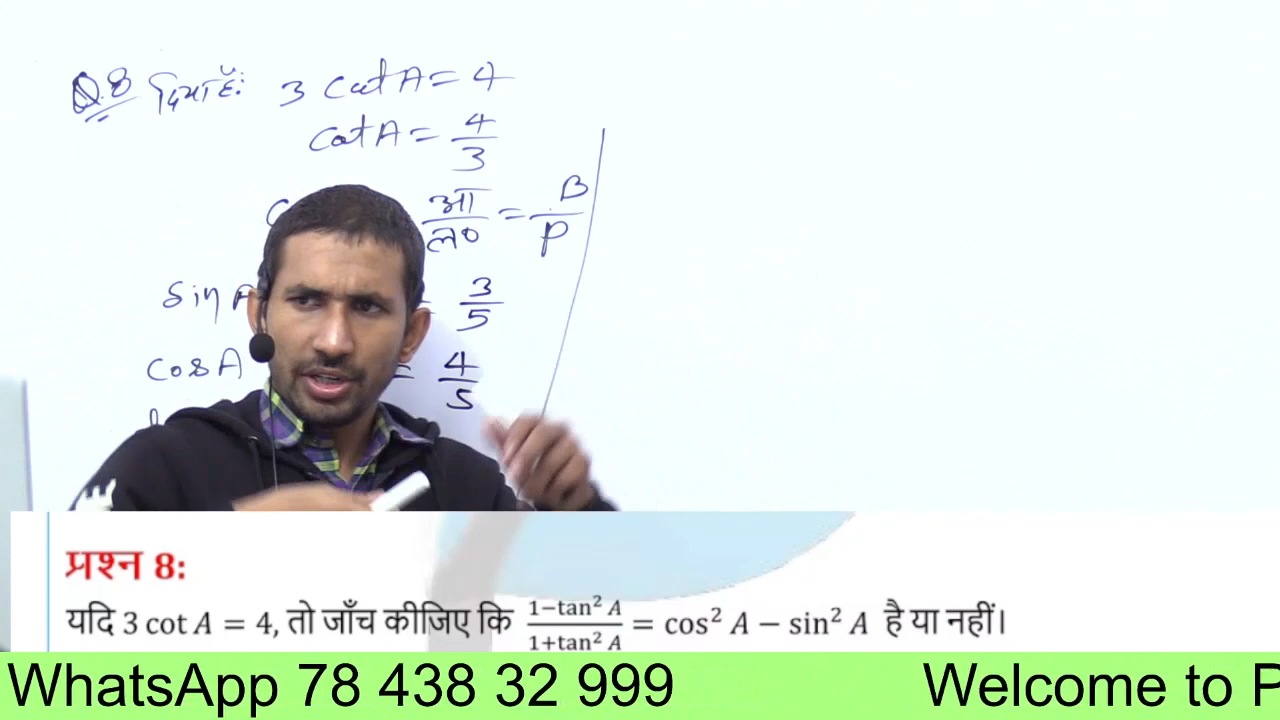 Q.8 दिया है: 3 cot A = 4
cot A = 4/3
आ/ल० = B/P
sin A = 3/5
cos A = 4/5
प्रश्न 8:
यदि 3 cot A = 4, तो जाँच कीजिए कि (1−tan² A)/(1+tan² A) = cos² A − sin² A है या नहीं।
WhatsApp 78 438 32 999 Welcome to P